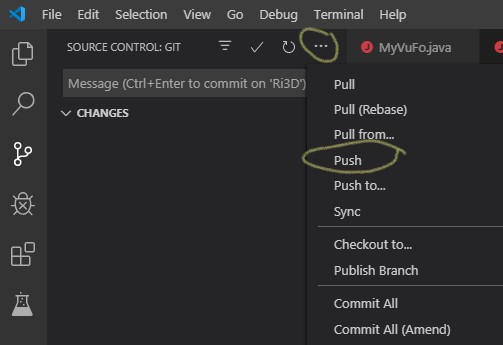 File Edit Selection View Go Debug Terminal Help
SOURCE CONTROL: GIT
MyVuFo.java
Message (Ctrl+Enter to commit on 'Ri3D')
CHANGES
Pull
Pull (Rebase)
Pull from...
Push
Push to...
Sync
Checkout to...
Publish Branch
Commit All
Commit All (Amend)